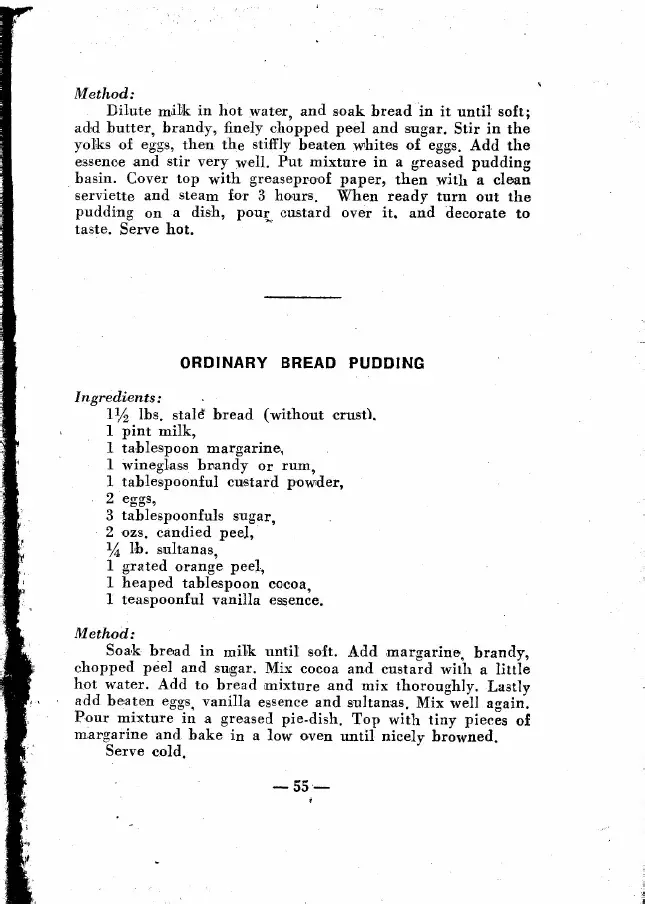 Method:
Dilute milk in hot water, and soak bread in it until soft;
add butter, brandy, finely chopped peel and sugar. Stir in the
yolks of eggs, then the stiffly beaten whites of eggs. Add the
essence and stir very well. Put mixture in a greased pudding
basin. Cover top with greaseproof paper, then with a clean
serviette and steam for 3 hours. When ready turn out the
pudding on a dish, pour custard over it. and decorate to
taste. Serve hot.
ORDINARY BREAD PUDDING
Ingredients:
1½ lbs. stale bread (without crust).
1 pint milk,
1 tablespoon margarine,
1 wineglass brandy or rum,
1 tablespoonful custard powder,
2 eggs,
3 tablespoonfuls sugar,
2 ozs. candied peel,
¼ lb. sultanas,
1 grated orange peel,
1 heaped tablespoon cocoa,
1 teaspoonful vanilla essence.
Method:
Soak bread in milk until soft. Add margarine, brandy,
chopped peel and sugar. Mix cocoa and custard with a little
hot water. Add to bread mixture and mix thoroughly. Lastly
add beaten eggs, vanilla essence and sultanas. Mix well again.
Pour mixture in a greased pie-dish. Top with tiny pieces of
margarine and bake in a low oven until nicely browned.
Serve cold.
— 55 —